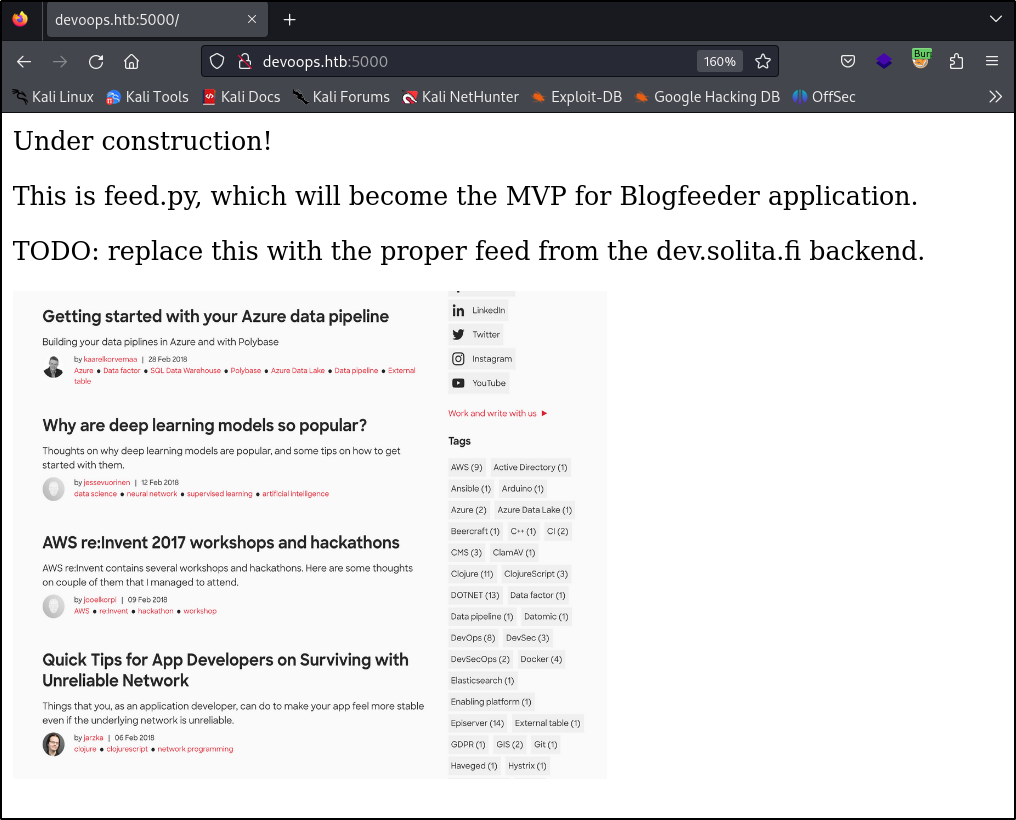 devoops.htb:5000/
Burp
devoops.htb:5000
160%
Kali Linux Kali Tools Kali Docs Kali Forums Kali NetHunter Exploit-DB Google Hacking DB OffSec
Under construction!
This is feed.py, which will become the MVP for Blogfeeder application.
TODO: replace this with the proper feed from the dev.solita.fi backend.
Getting started with your Azure data pipeline
Building your data piplines in Azure and with Polybase
by kaarelkorvemaa | 28 Feb 2018
Azure ● Data factor ● SQL Data Warehouse ● Polybase ● Azure Data Lake ● Data pipeline ● External
table
Why are deep learning models so popular?
Thoughts on why deep learning models are popular, and some tips on how to get
started with them.
by jessevuorinen | 12 Feb 2018
data science ● neural network ● supervised learning ● artificial intelligence
AWS re:Invent 2017 workshops and hackathons
AWS re:Invent contains several workshops and hackathons. Here are some thoughts
on couple of them that I managed to attend.
by jooelkorpi | 09 Feb 2018
AWS ● re:Invent ● hackathon ● workshop
Quick Tips for App Developers on Surviving with
Unreliable Network
Things that you, as an application developer, can do to make your app feel more stable
even if the underlying network is unreliable.
by jarzka | 06 Feb 2018
clojure ● clojurescript ● network programming
LinkedIn
Twitter
Instagram
YouTube
Work and write with us ►
Tags
AWS (9) Active Directory (1)
Ansible (1) Arduino (1)
Azure (2) Azure Data Lake (1)
Beercraft (1) C++ (1) CI (2)
CMS (3) ClamAV (1)
Clojure (11) ClojureScript (3)
DOTNET (13) Data factor (1)
Data pipeline (1) Datomic (1)
DevOps (8) DevSec (3)
DevSecOps (2) Docker (4)
Elasticsearch (1)
Enabling platform (1)
Episerver (14) External table (1)
GDPR (1) GIS (2) Git (1)
Haveged (1) Hystrix (1)